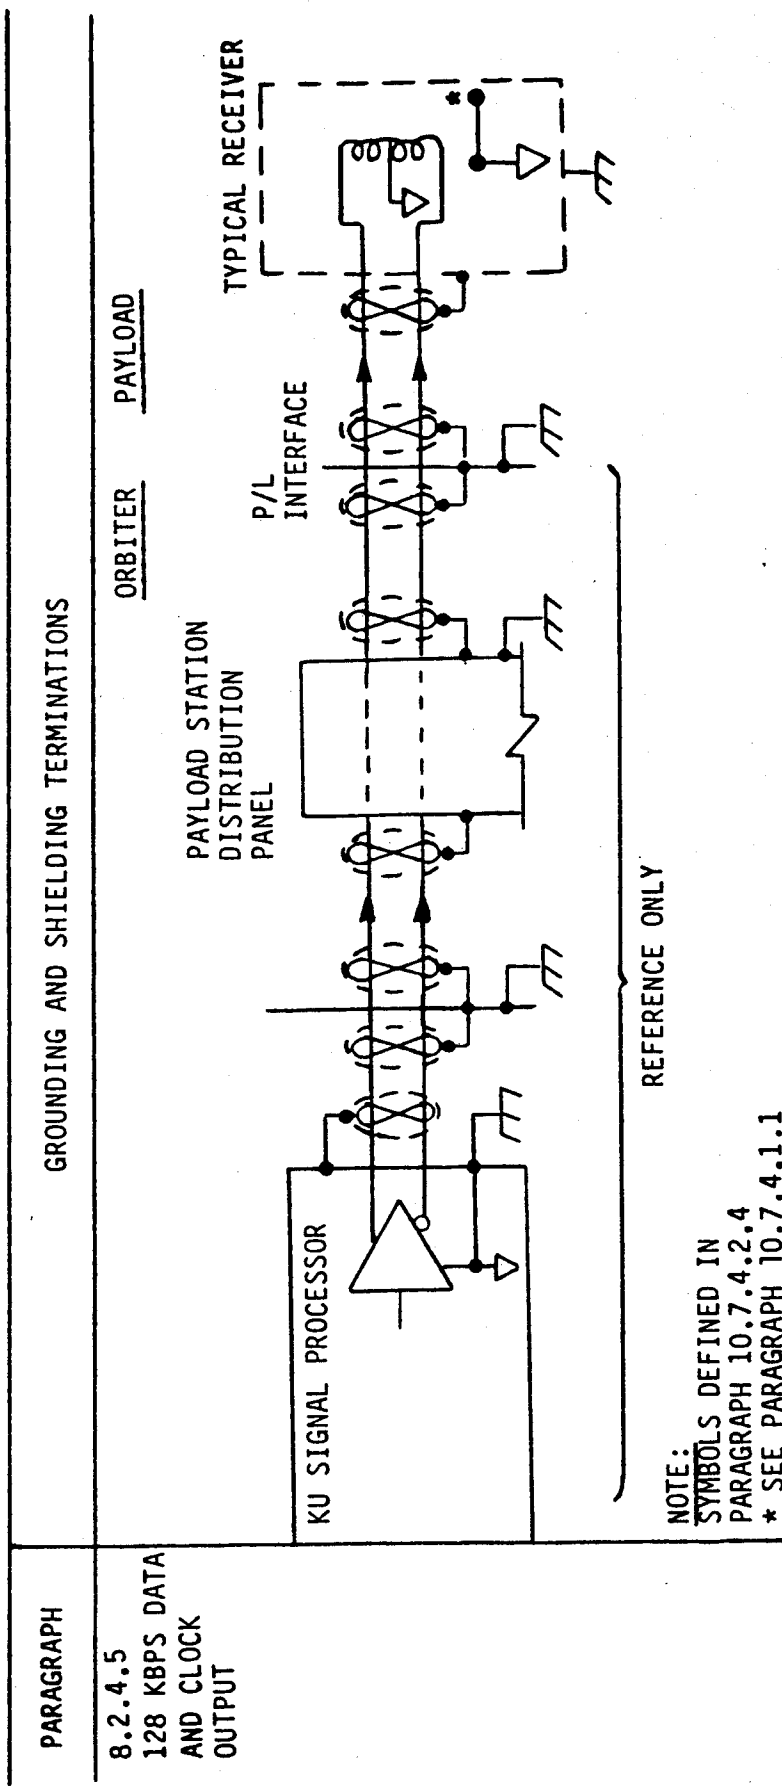 PARAGRAPH
GROUNDING AND SHIELDING TERMINATIONS
8.2.4.5
128 KBPS DATA
AND CLOCK
OUTPUT
ORBITER
PAYLOAD
PAYLOAD STATION
DISTRIBUTION
PANEL
P/L
INTERFACE
TYPICAL RECEIVER
*
KU SIGNAL PROCESSOR
REFERENCE ONLY
NOTE:
SYMBOLS DEFINED IN
PARAGRAPH 10.7.4.2.4
* SEE PARAGRAPH 10.7.4.1.1